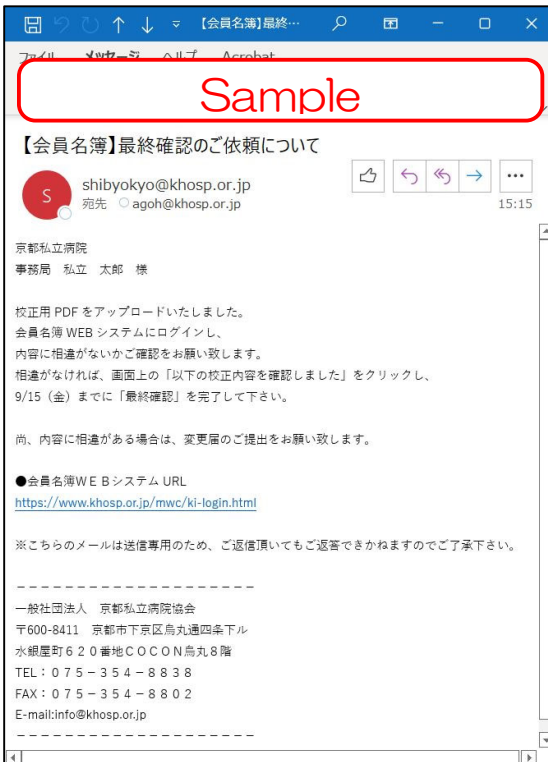 【会員名簿】最終…
ファイル メッセージ ヘルプ Acrobat
Sample
【会員名簿】最終確認のご依頼について
S
shibyokyo@khosp.or.jp
宛先 agoh@khosp.or.jp
15:15
京都私立病院
事務局 私立 太郎 様
校正用 PDF をアップロードいたしました。
会員名簿 WEB システムにログインし、
内容に相違がないかご確認をお願い致します。
相違がなければ、画面上の「以下の校正内容を確認しました」をクリックし、
9/15（金）までに「最終確認」を完了して下さい。
尚、内容に相違がある場合は、変更届のご提出をお願い致します。
●会員名簿ＷＥＢシステム URL
https://www.khosp.or.jp/mwc/ki-login.html
※こちらのメールは送信専用のため、ご返信頂いてもご返答できかねますのでご了承下さい。
－－－－－－－－－－－－－－－－－－－－
一般社団法人 京都私立病院協会
〒600-8411 京都市下京区烏丸通四条下ル
水銀屋町６２０番地ＣＯＣＯＮ烏丸８階
TEL：０７５－３５４－８８３８
FAX：０７５－３５４－８８０２
E-mail:info@khosp.or.jp
－－－－－－－－－－－－－－－－－－－－